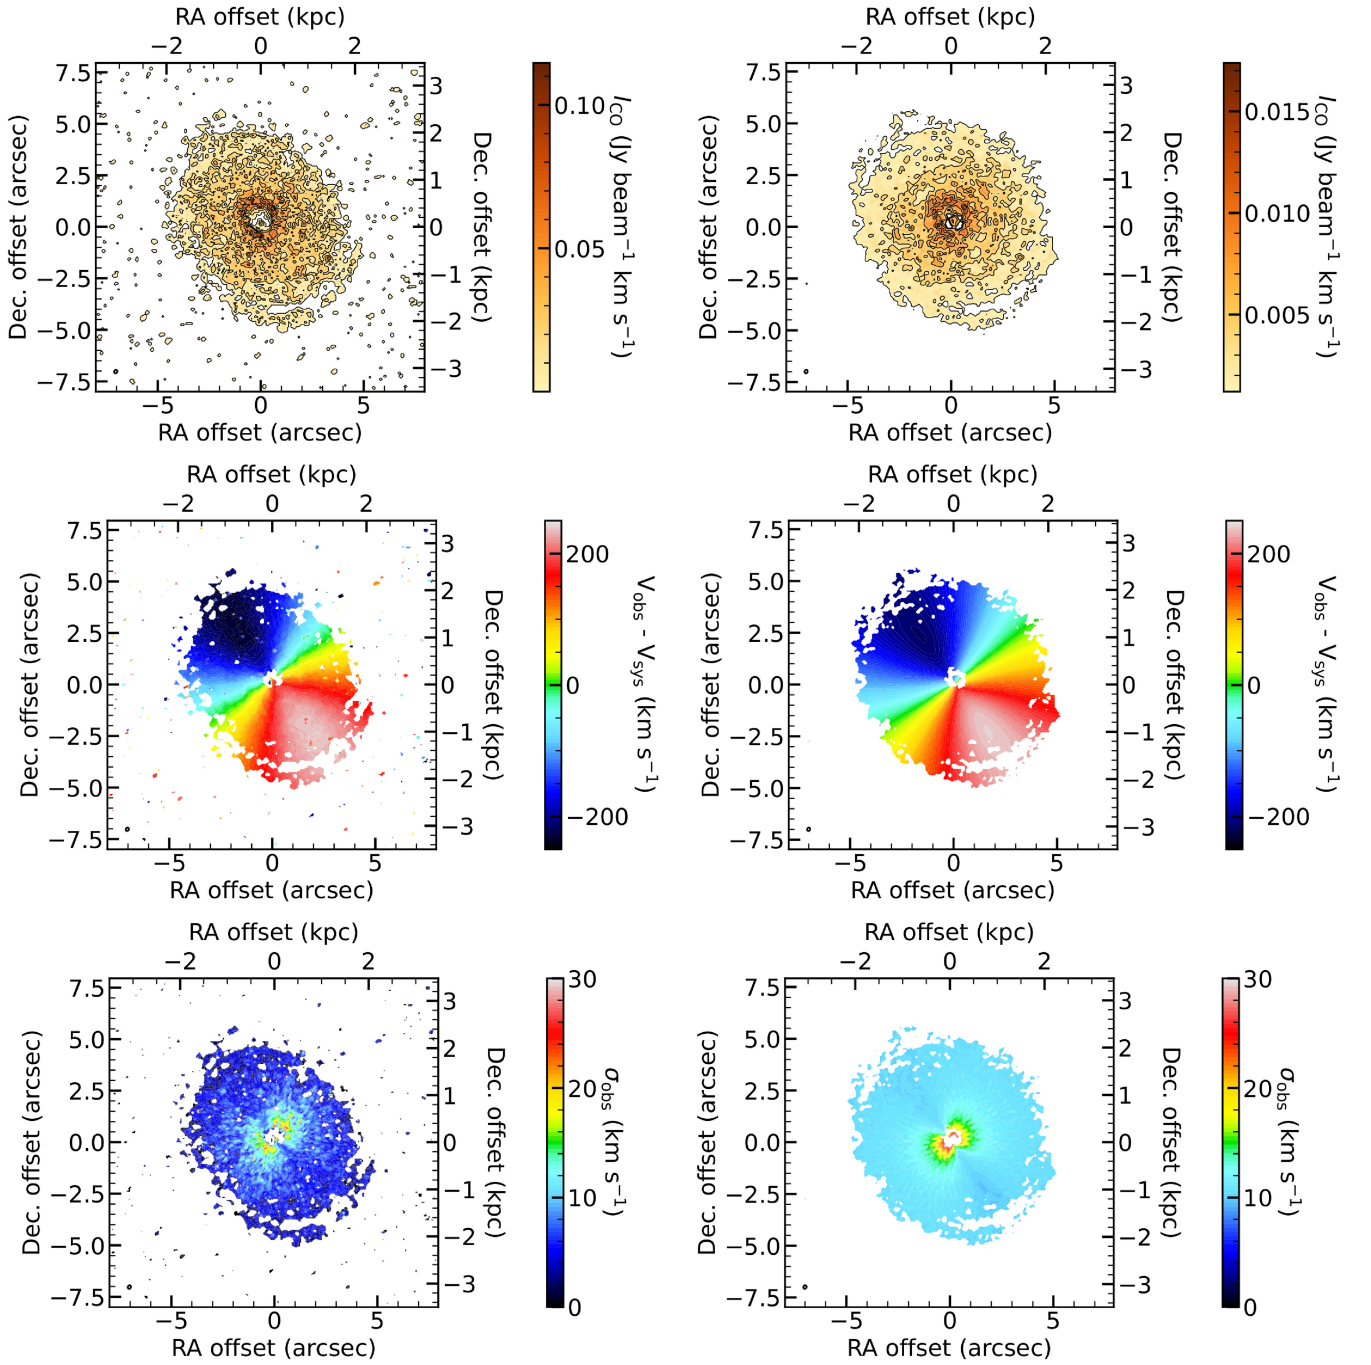 RA offset (kpc)
−2 0 2
7.5
5.0
2.5
0.0
−2.5
−5.0
−7.5
Dec. offset (arcsec)
3
2
1
0
−1
−2
−3
Dec. offset (kpc)
−5 0 5
RA offset (arcsec)
0.10
0.05
I_CO (Jy beam⁻¹ km s⁻¹)
RA offset (kpc)
−2 0 2
7.5
5.0
2.5
0.0
−2.5
−5.0
−7.5
Dec. offset (arcsec)
3
2
1
0
−1
−2
−3
Dec. offset (kpc)
−5 0 5
RA offset (arcsec)
0.015
0.010
0.005
I_CO (Jy beam⁻¹ km s⁻¹)
RA offset (kpc)
−2 0 2
7.5
5.0
2.5
0.0
−2.5
−5.0
−7.5
Dec. offset (arcsec)
3
2
1
0
−1
−2
−3
Dec. offset (kpc)
−5 0 5
RA offset (arcsec)
200
0
−200
V_obs - V_sys (km s⁻¹)
RA offset (kpc)
−2 0 2
7.5
5.0
2.5
0.0
−2.5
−5.0
−7.5
Dec. offset (arcsec)
3
2
1
0
−1
−2
−3
Dec. offset (kpc)
−5 0 5
RA offset (arcsec)
200
0
−200
V_obs - V_sys (km s⁻¹)
RA offset (kpc)
−2 0 2
7.5
5.0
2.5
0.0
−2.5
−5.0
−7.5
Dec. offset (arcsec)
3
2
1
0
−1
−2
−3
Dec. offset (kpc)
−5 0 5
RA offset (arcsec)
30
20
10
0
σ_obs (km s⁻¹)
RA offset (kpc)
−2 0 2
7.5
5.0
2.5
0.0
−2.5
−5.0
−7.5
Dec. offset (arcsec)
3
2
1
0
−1
−2
−3
Dec. offset (kpc)
−5 0 5
RA offset (arcsec)
30
20
10
0
σ_obs (km s⁻¹)